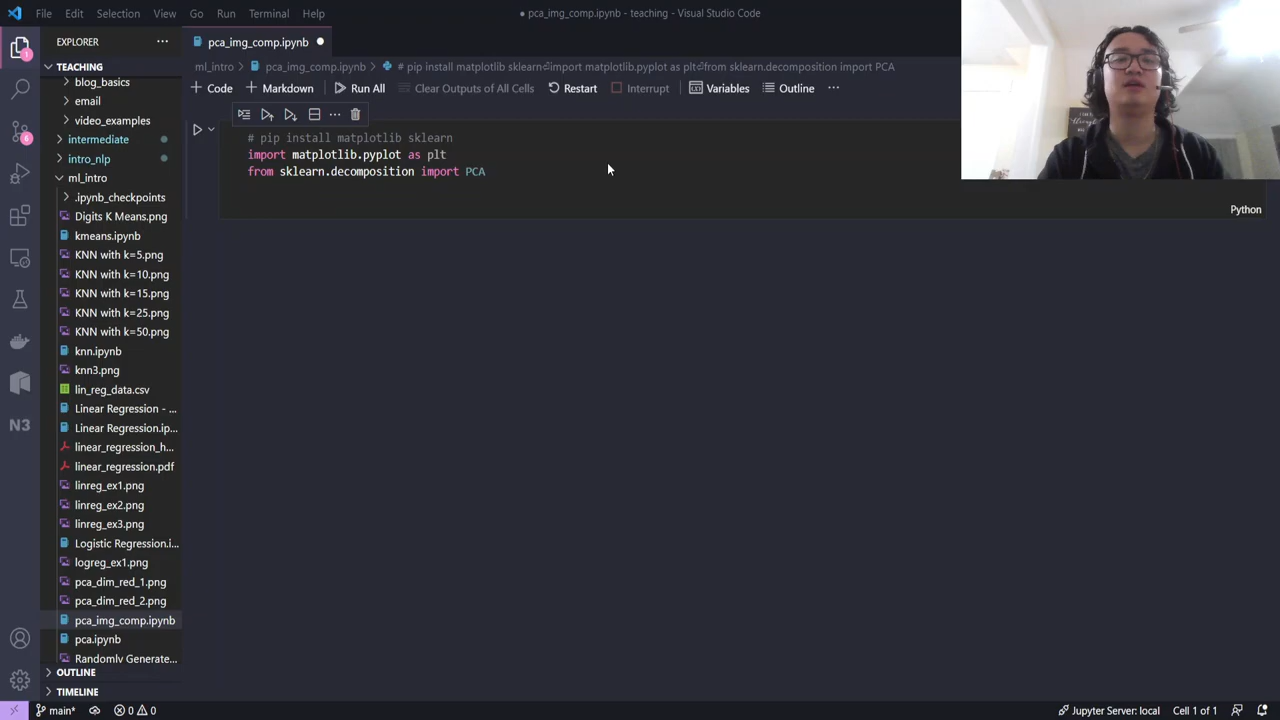 File Edit Selection View Go Run Terminal Help
● pca_img_comp.ipynb - teaching - Visual Studio Code
EXPLORER
TEACHING
blog_basics
email
video_examples
intermediate
intro_nlp
ml_intro
.ipynb_checkpoints
Digits K Means.png
kmeans.ipynb
KNN with k=5.png
KNN with k=10.png
KNN with k=15.png
KNN with k=25.png
KNN with k=50.png
knn.ipynb
knn3.png
lin_reg_data.csv
Linear Regression - ...
Linear Regression.ip...
linear_regression_h...
linear_regression.pdf
linreg_ex1.png
linreg_ex2.png
linreg_ex3.png
Logistic Regression.i...
logreg_ex1.png
pca_dim_red_1.png
pca_dim_red_2.png
pca_img_comp.ipynb
pca.ipynb
Randomly Generate...
OUTLINE
TIMELINE
pca_img_comp.ipynb ●
ml_intro > pca_img_comp.ipynb > # pip install matplotlib sklearn⏎import matplotlib.pyplot as plt⏎from sklearn.decomposition import PCA
+ Code + Markdown Run All Clear Outputs of All Cells Restart Interrupt Variables Outline ...
# pip install matplotlib sklearn
import matplotlib.pyplot as plt
from sklearn.decomposition import PCA
Python
1
6
N3
main* 0 0
Jupyter Server: local Cell 1 of 1